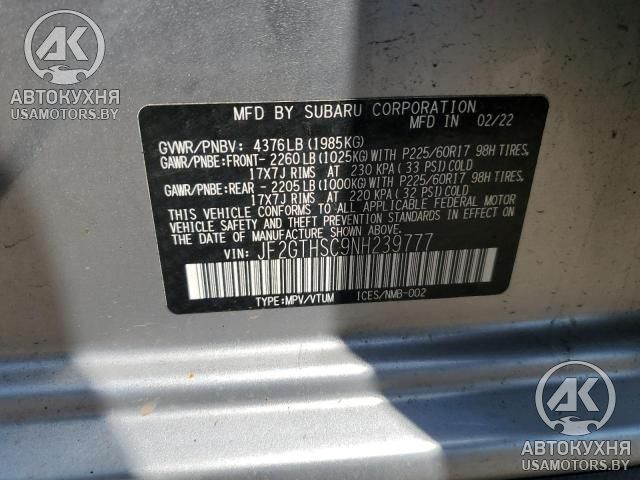 AK
АВТОКУХНЯ
USAMOTORS.BY
MFD BY SUBARU CORPORATION
MFD IN 02/22
GVWR/PNBV: 4376LB (1985KG)
GAWR/PNBE:FRONT- 2260LB (1025KG) WITH P225/60R17 98H TIRES,
17X7J RIMS AT 230 KPA (33 PSI) COLD
GAWR/PNBE:REAR - 2205LB (1000KG) WITH P225/60R17 98H TIRES,
17X7J RIMS AT 220 KPA (32 PSI) COLD
THIS VEHICLE CONFORMS TO ALL APPLICABLE FEDERAL MOTOR
VEHICLE SAFETY AND THEFT PREVENTION STANDARDS IN EFFECT ON THE DATE OF
MANUFACTURE SHOWN ABOVE.
VIN: JF2GTHSC9NH239777
TYPE:MPV/VTUM ICES/NMB-002
AK
АВТОКУХНЯ
USAMOTORS.BY